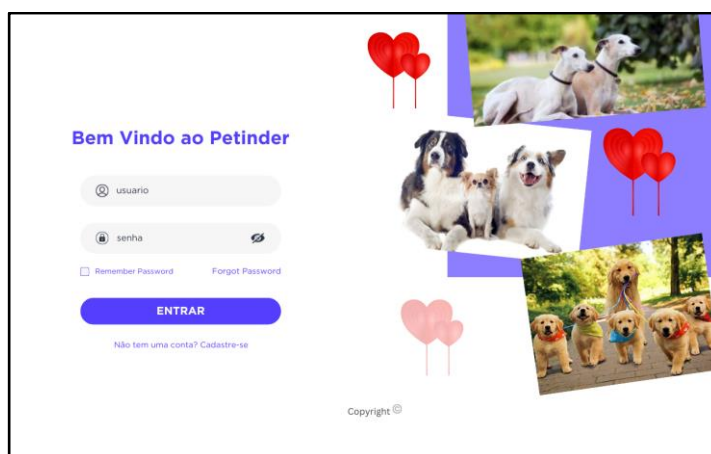 Bem Vindo ao Petinder
usuario
senha
Remember Password Forgot Password
ENTRAR
Não tem uma conta? Cadastre-se
Copyright ©